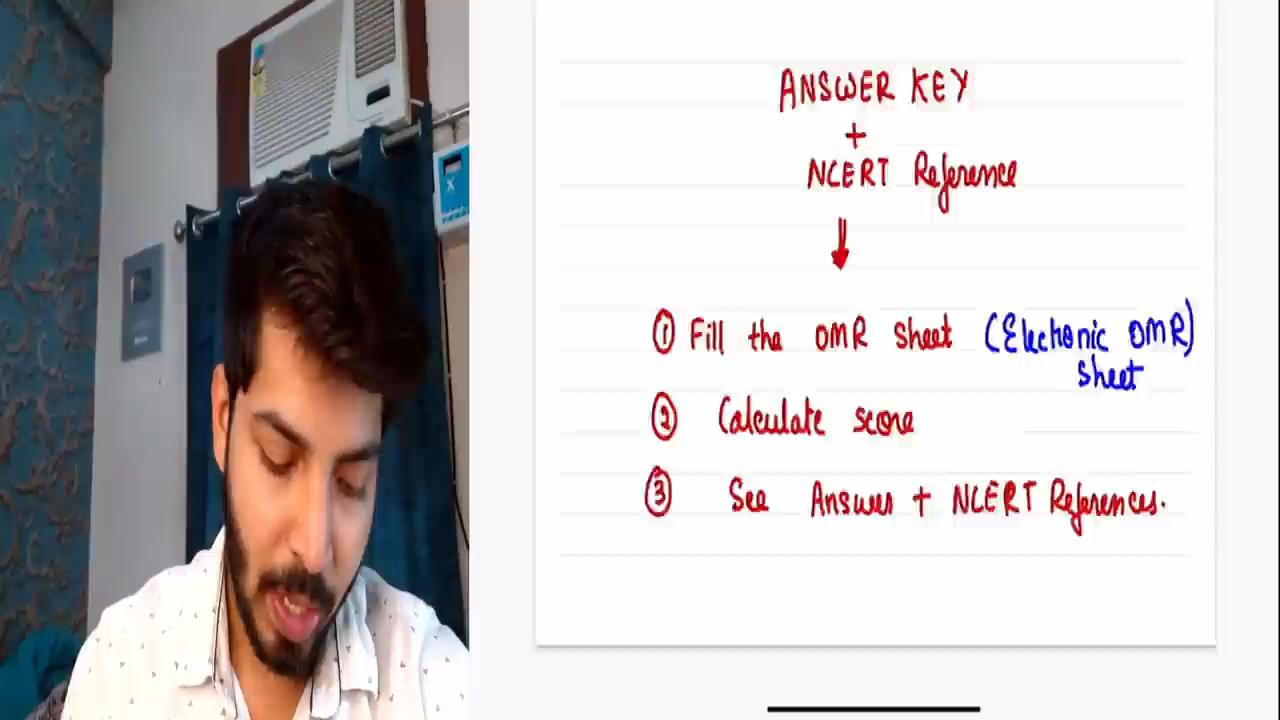 ANSWER KEY
+
NCERT Reference
① Fill the OMR sheet (Electronic OMR)
sheet
② Calculate score
③ See Answer + NCERT References.